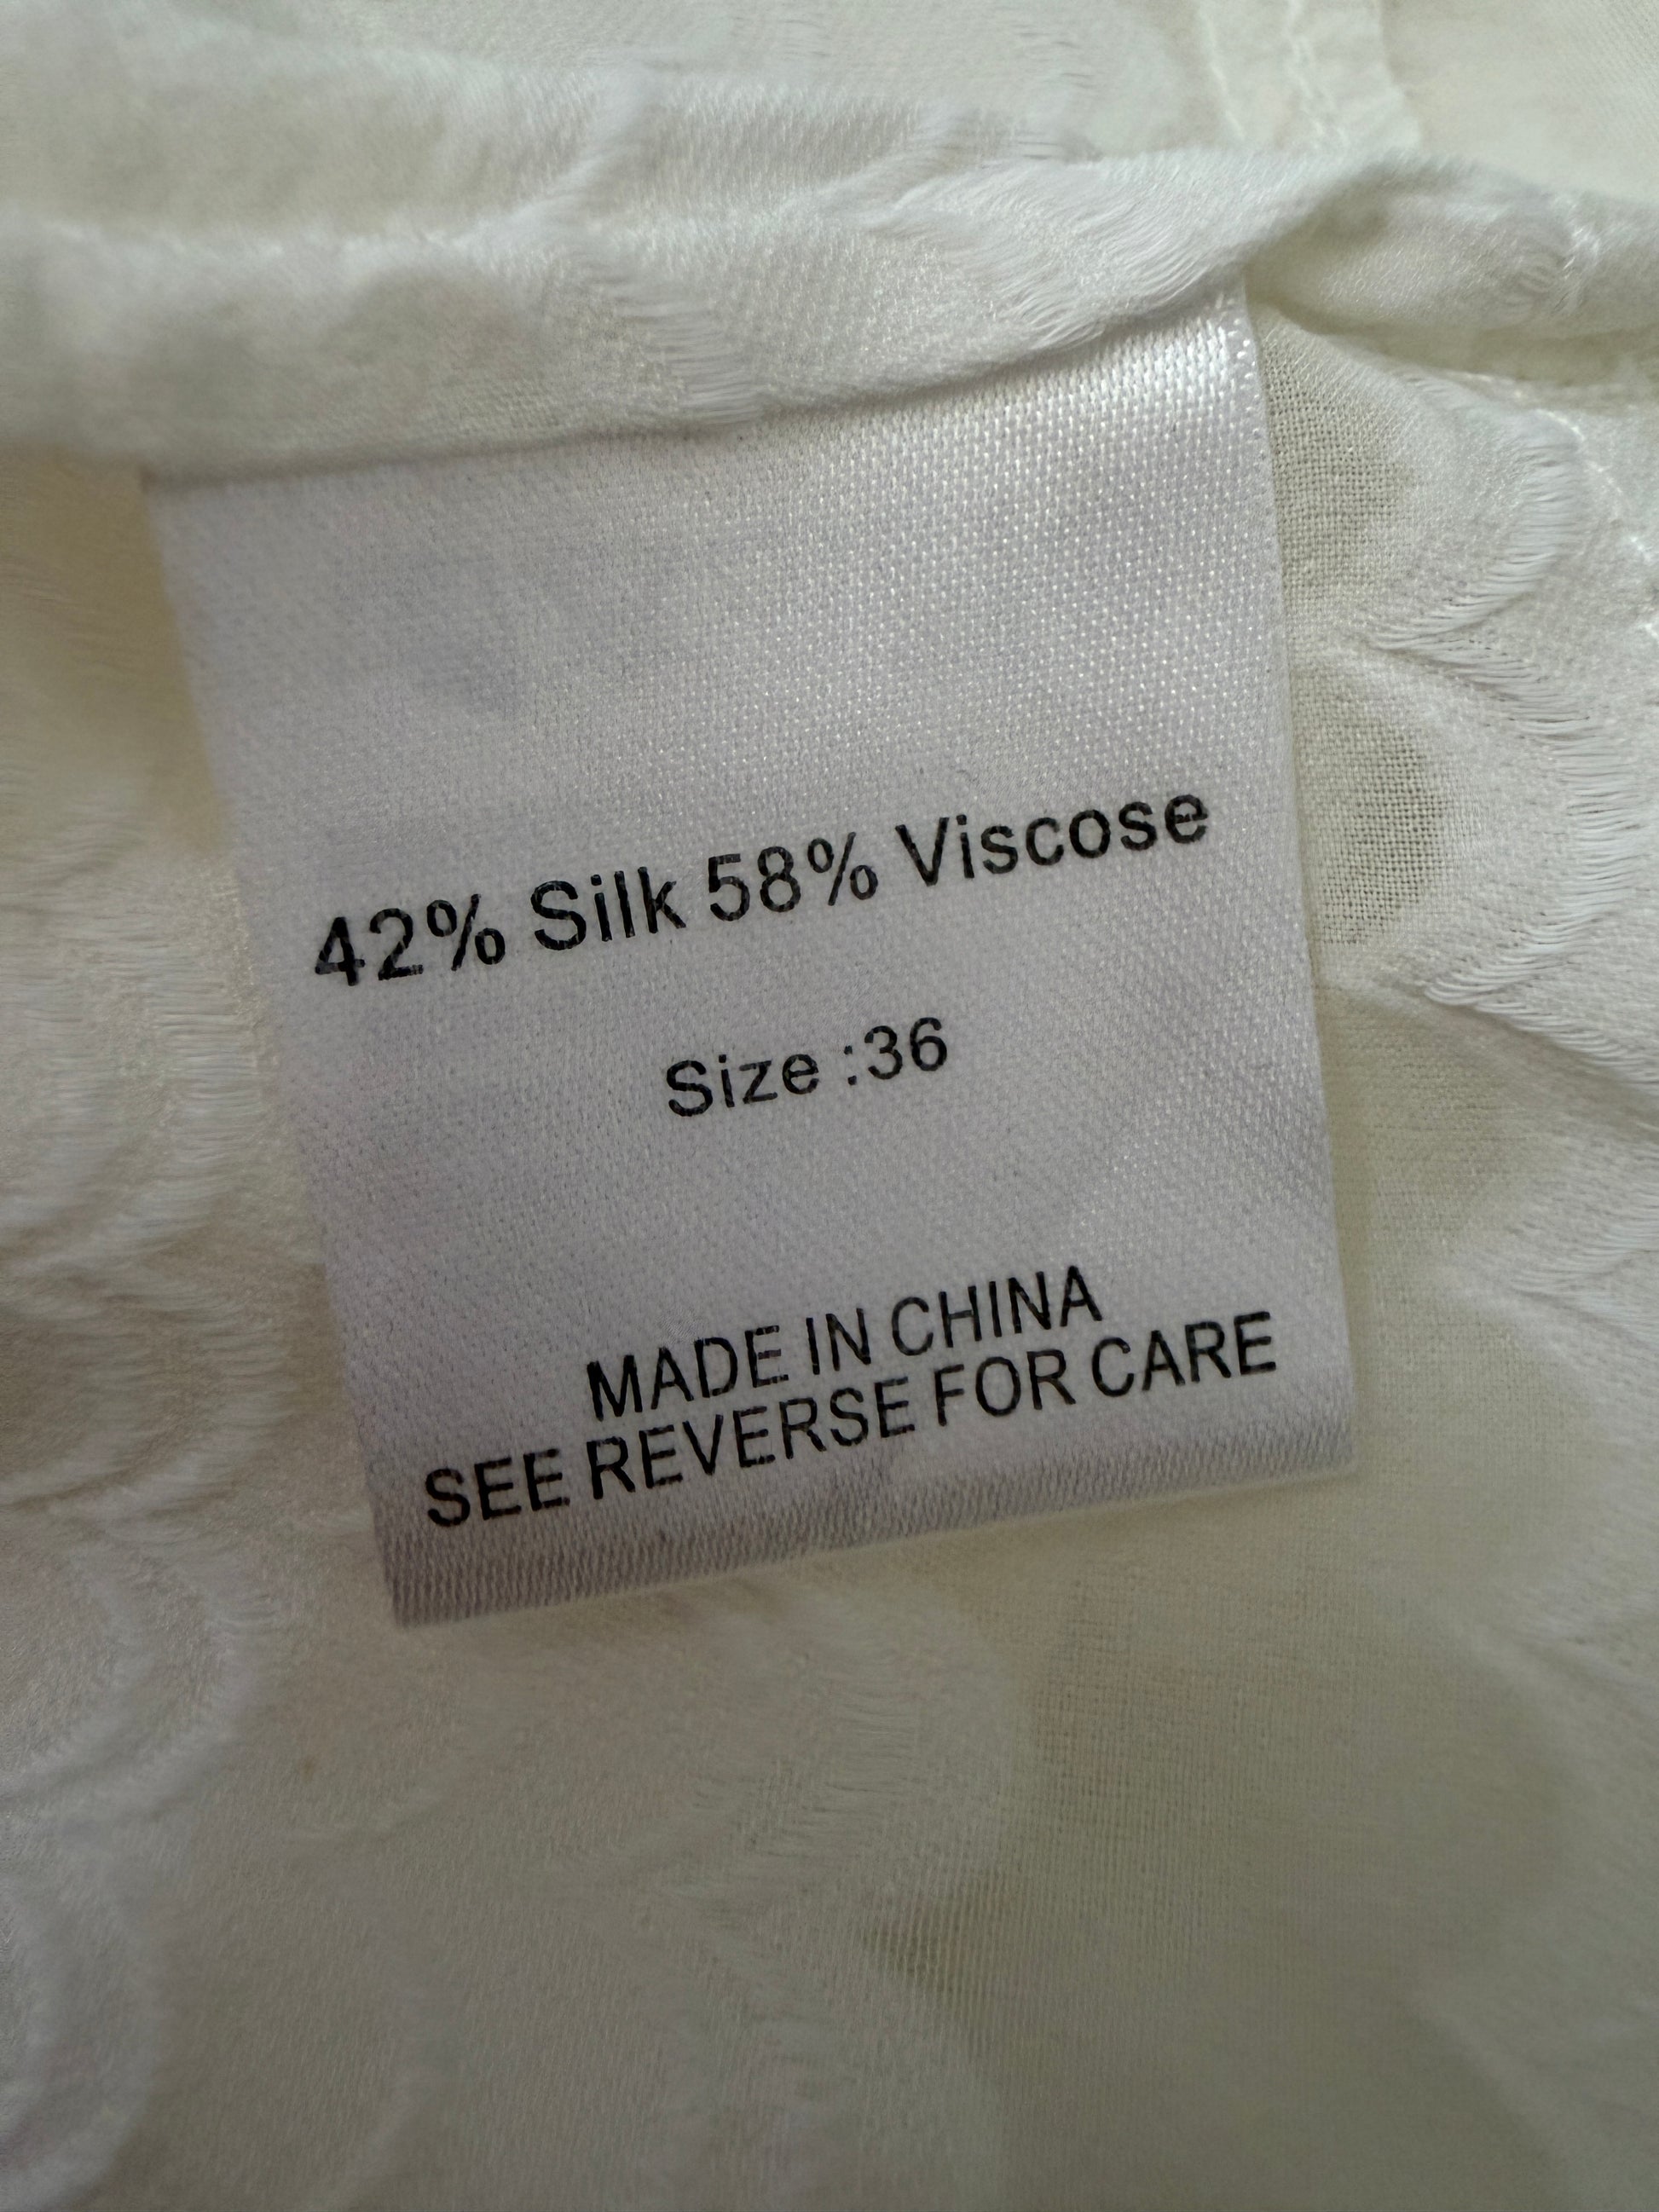 42% Silk 58% Viscose
Size :36
MADE IN CHINA
SEE REVERSE FOR CARE